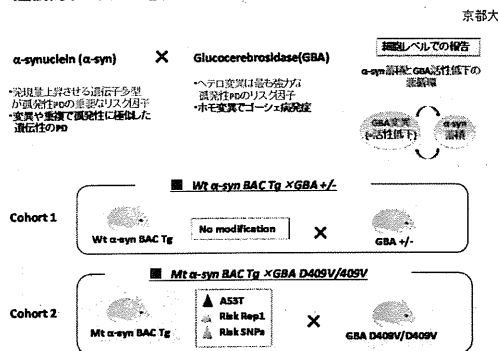 京都大
α-synuclein (α-syn)
×
Glucocerebrosidase(GBA)
細胞レベルでの報告
α-syn蓄積とGBA活性低下の
悪循環
•発現量上昇させる遺伝子多型
が孤発性PDの重要なリスク因子
•変異や重複で孤発性に極似した
遺伝性のPD
•ヘテロ変異は最も強力な
孤発性PDのリスク因子
•ホモ変異でゴーシェ病発症
GBA変異
(=活性低下)
α-syn
蓄積
■ Wt α-syn BAC Tg ×GBA +/-
Cohort 1
No modification
×
Wt α-syn BAC Tg
GBA +/-
■ Mt α-syn BAC Tg ×GBA D409V/409V
A53T
Cohort 2
Risk Rep1
×
Risk SNPs
Mt α-syn BAC Tg
GBA D409V/D409V